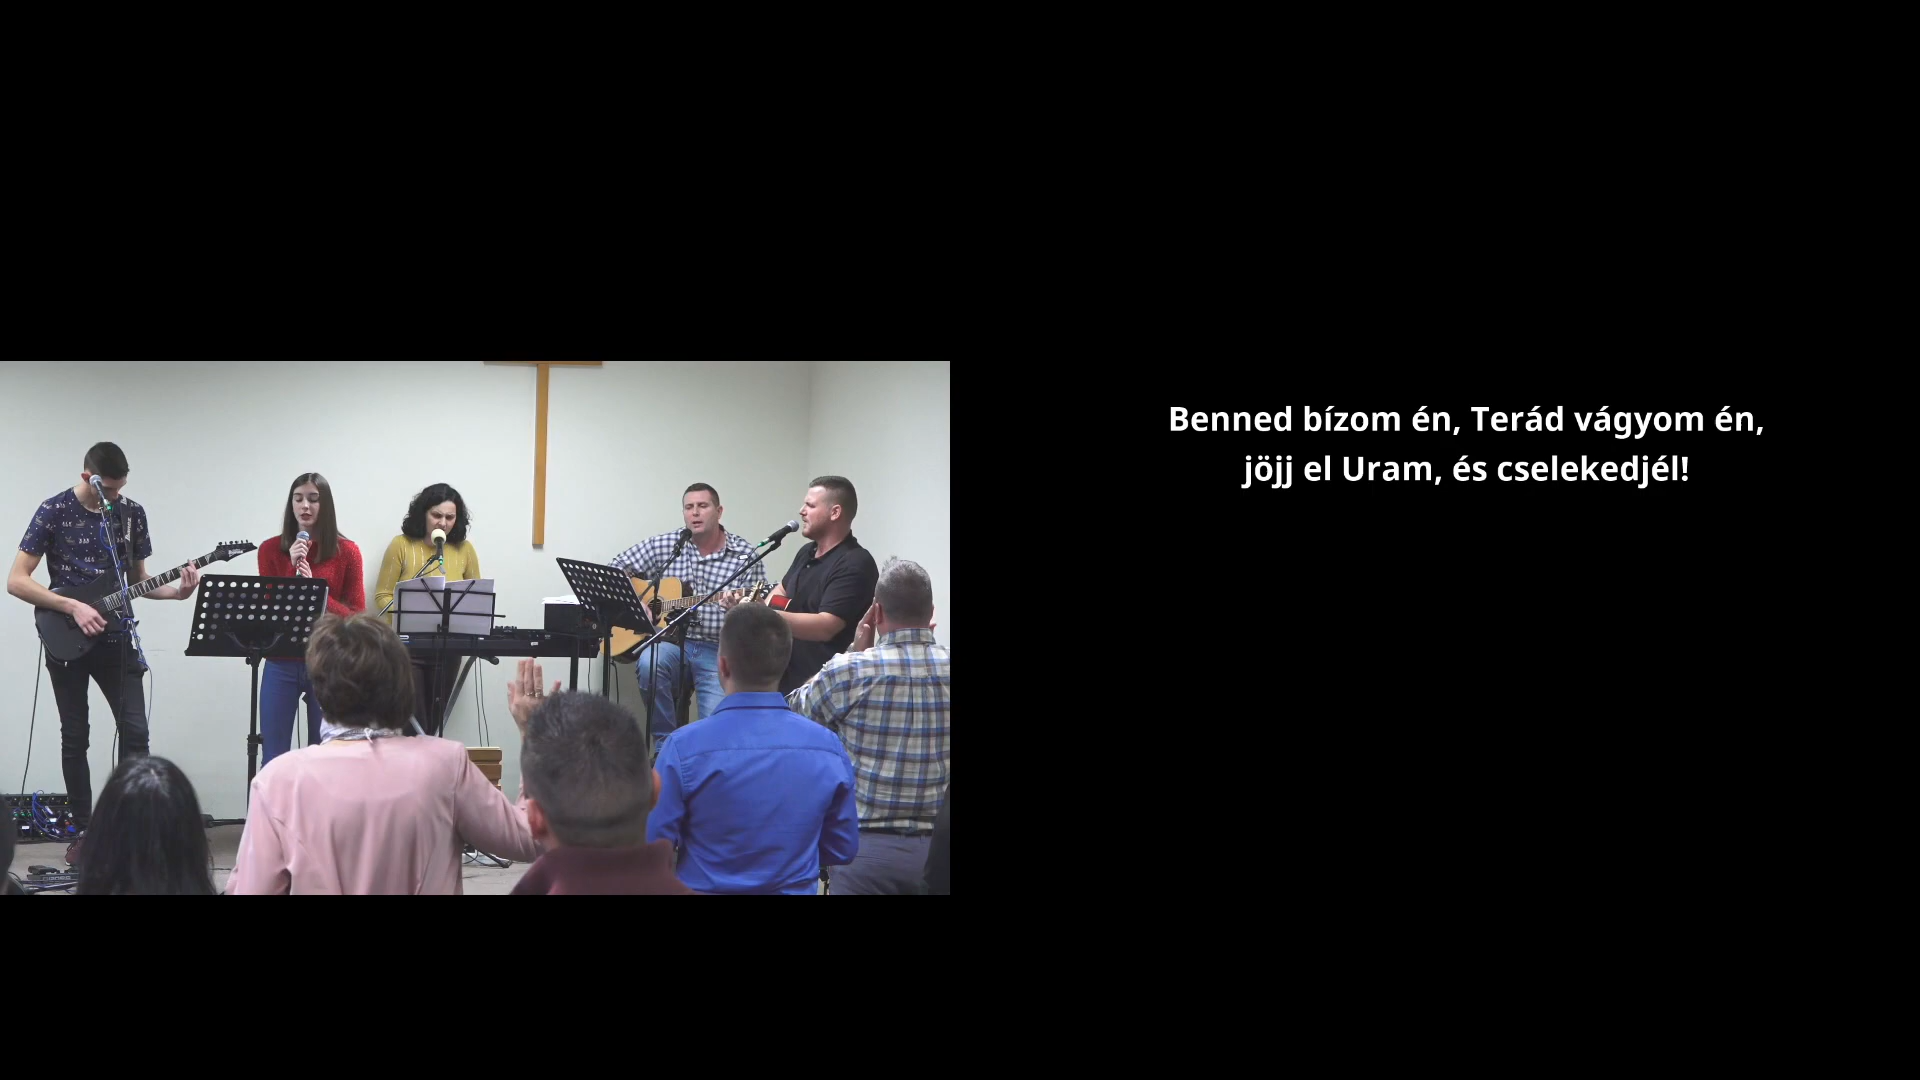 Benned bízom én, Terád vágyom én,
jöjj el Uram, és cselekedjél!